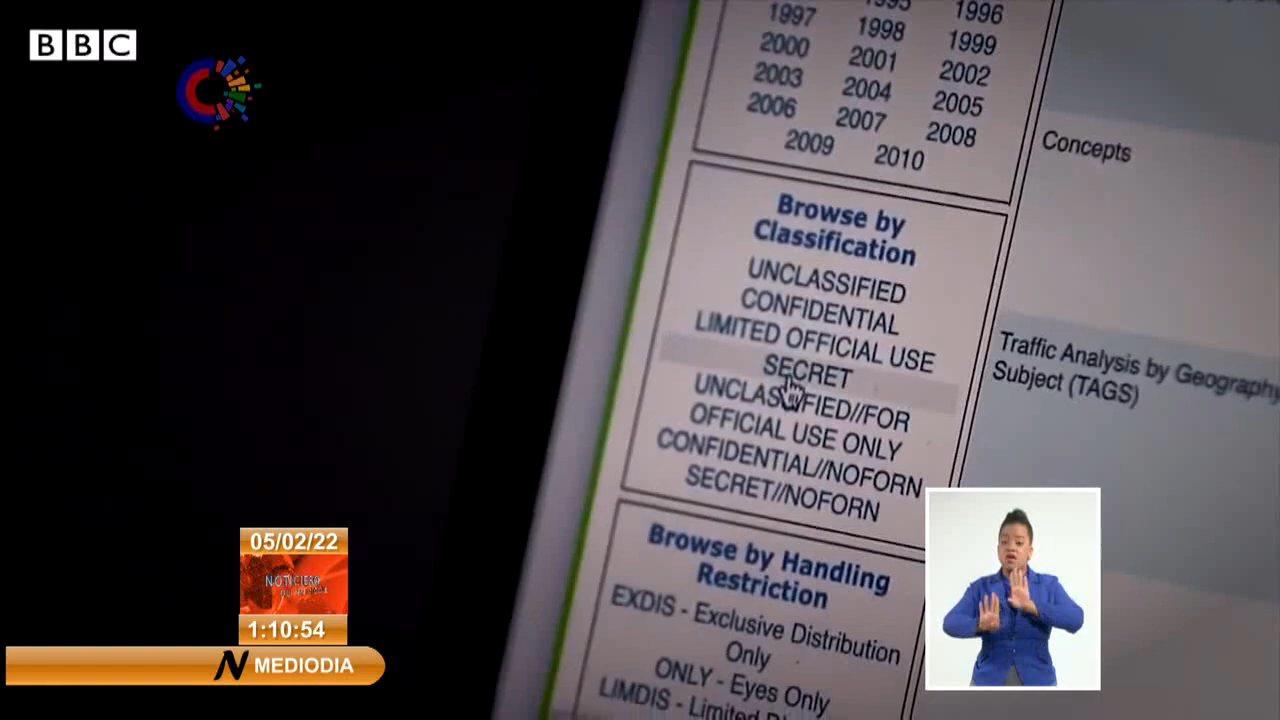 BBC
1995
1996
1997
1998
1999
2000
2001
2002
2003
2004
2005
2006
2007
2008
2009
2010
Concepts
Browse by
Classification
UNCLASSIFIED
CONFIDENTIAL
LIMITED OFFICIAL USE
SECRET
UNCLASSIFIED//FOR
OFFICIAL USE ONLY
CONFIDENTIAL//NOFORN
SECRET//NOFORN
Traffic Analysis by Geography
Subject (TAGS)
Browse by Handling
Restriction
EXDIS - Exclusive Distribution
Only
ONLY - Eyes Only
LIMDIS - Limited
05/02/22
NOTICIERO
1:10:54
N MEDIODIA